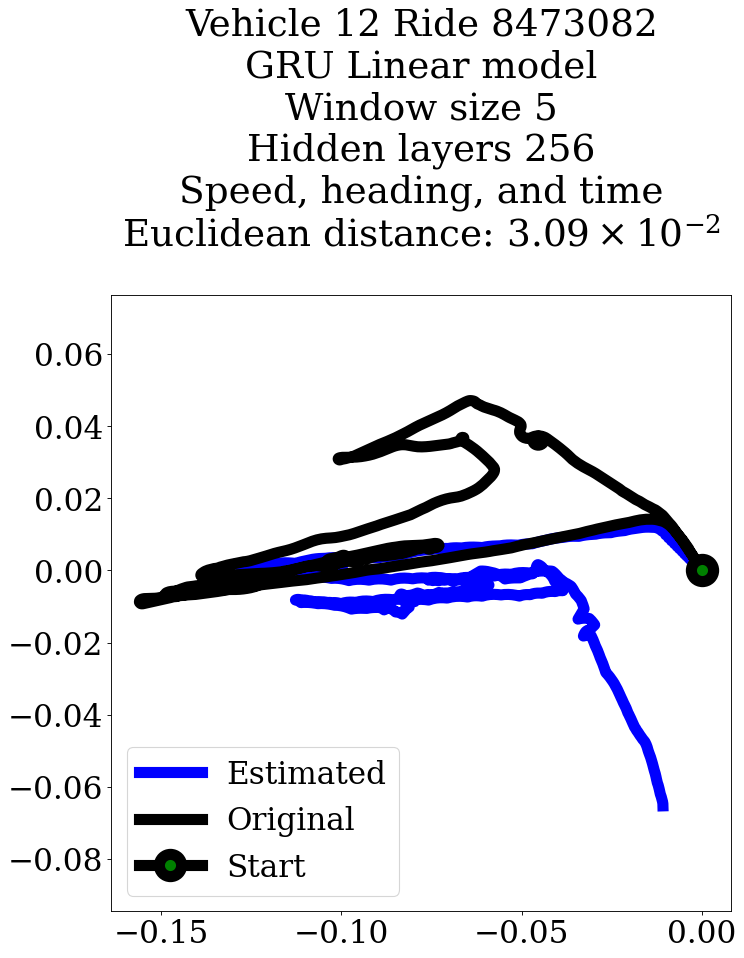 Vehicle 12 Ride 8473082
GRU Linear model
Window size 5
Hidden layers 256
Speed, heading, and time
Euclidean distance: 3.09 × 10⁻²
0.06
0.04
0.02
0.00
−0.02
−0.04
−0.06
−0.08
Estimated
Original
Start
−0.15 −0.10 −0.05 0.00